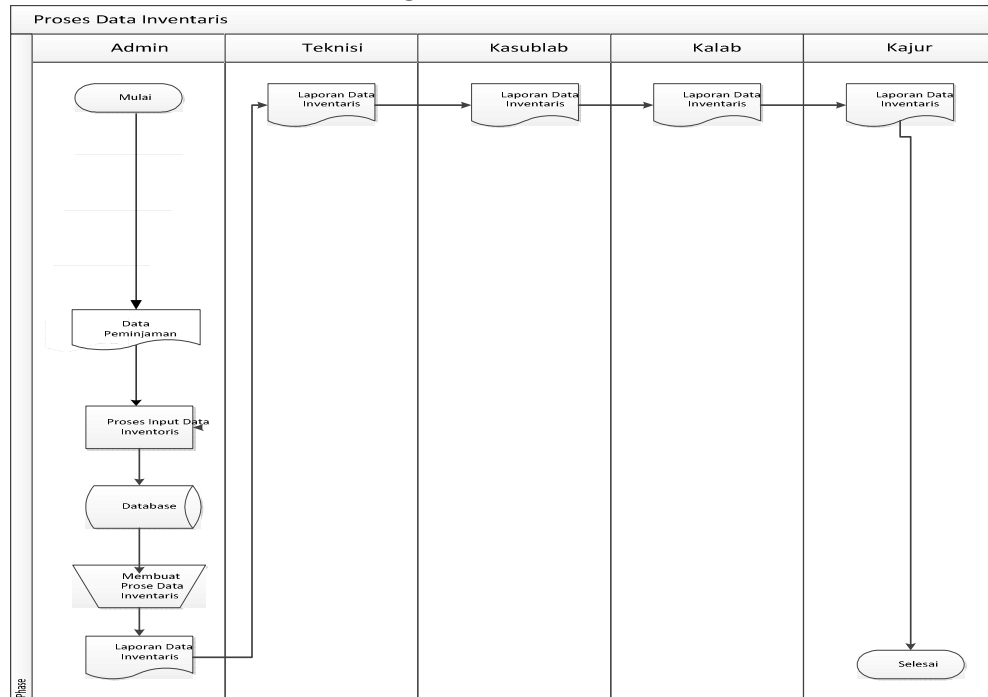 Proses Data Inventaris
Admin
Teknisi
Kasublab
Kalab
Kajur
Mulai
Laporan Data
Inventaris
Laporan Data
Inventaris
Laporan Data
Inventaris
Laporan Data
Inventaris
Data
Peminjaman
Proses Input Data
Inventoris
Database
Membuat
Prose Data
Inventaris
Laporan Data
Inventaris
Selesai
Phase